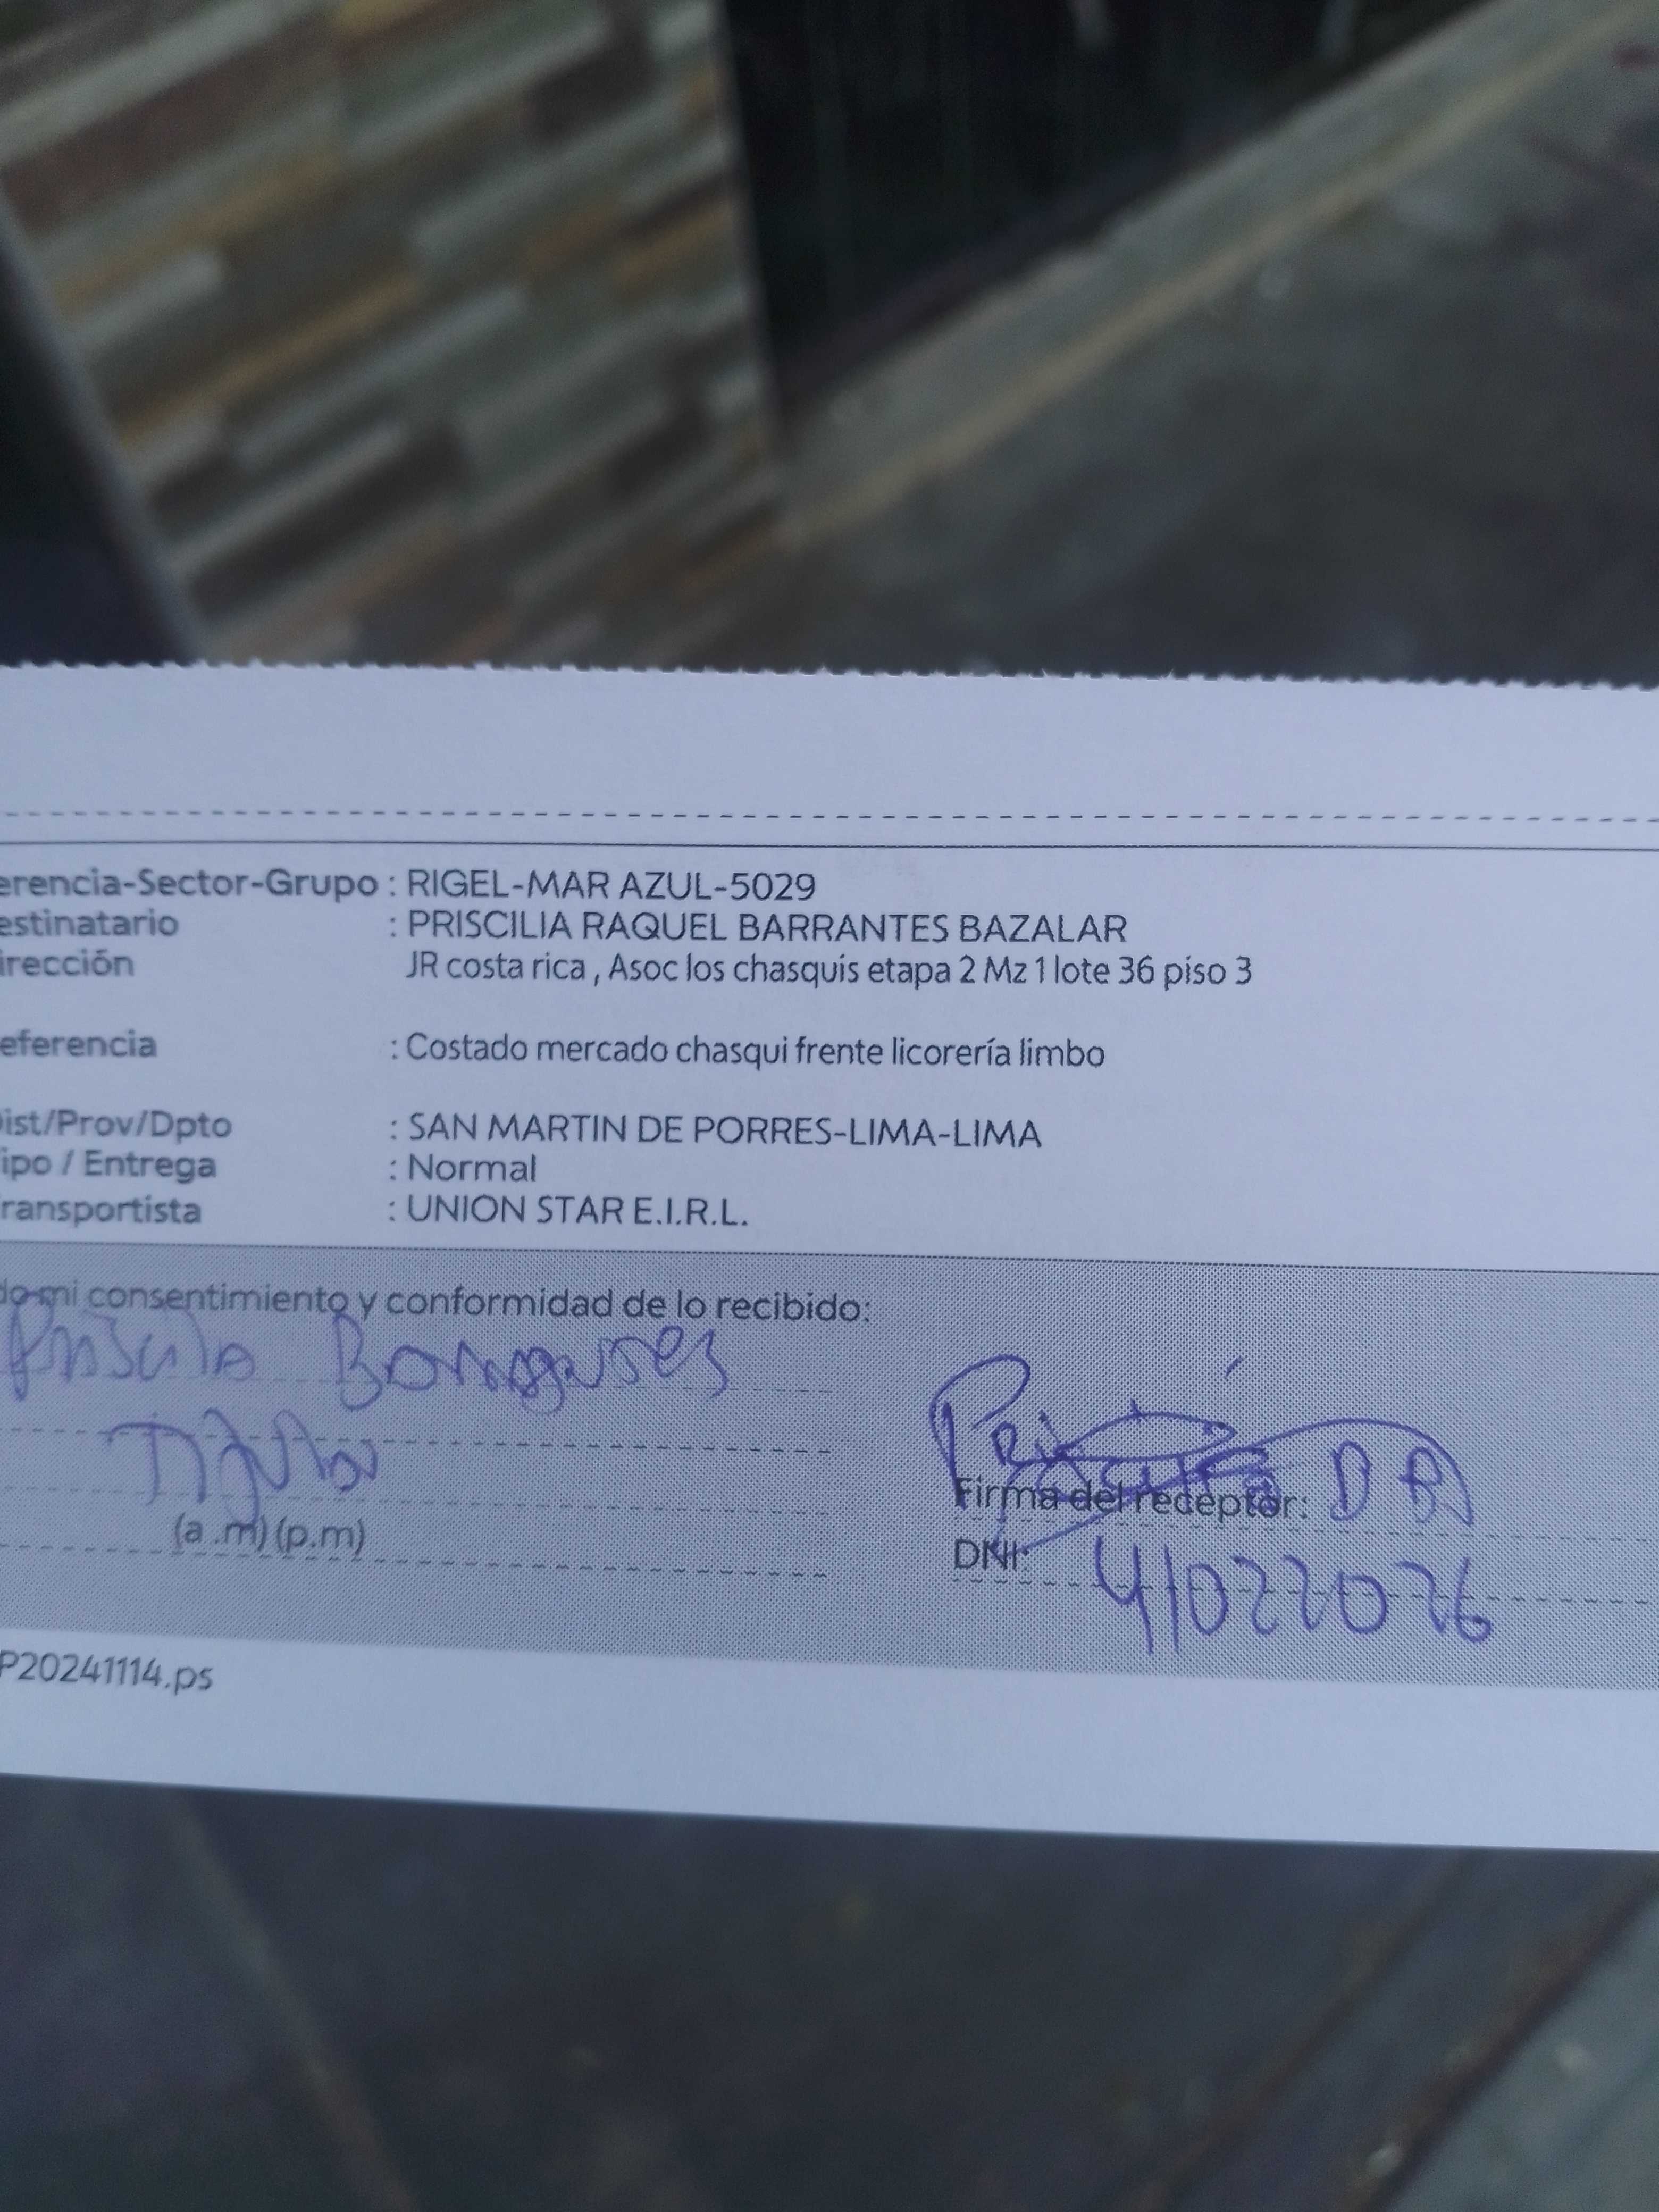 erencia-Sector-Grupo : RIGEL-MAR AZUL-5029
estinatario : PRISCILIA RAQUEL BARRANTES BAZALAR
irección JR costa rica , Asoc los chasquis etapa 2 Mz 1 lote 36 piso 3
eferencia : Costado mercado chasqui frente licorería limbo
ist/Prov/Dpto : SAN MARTIN DE PORRES-LIMA-LIMA
ipo / Entrega : Normal
ransportista : UNION STAR E.I.R.L.
do mi consentimiento y conformidad de lo recibido:
Firma del receptor:
(a .m) (p.m)
DNI: 41022026
P20241114.ps